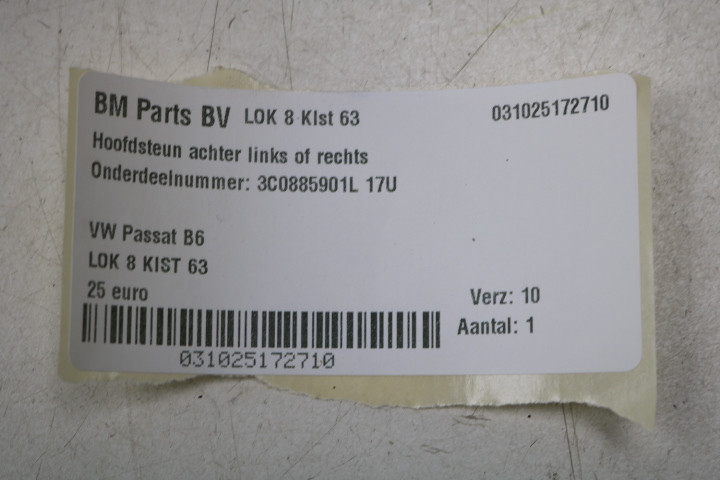 BM Parts BV LOK 8 KIst 63 031025172710
Hoofdsteun achter links of rechts
Onderdeelnummer: 3C0885901L 17U
VW Passat B6
LOK 8 KIST 63
25 euro Verz: 10
Aantal: 1
031025172710